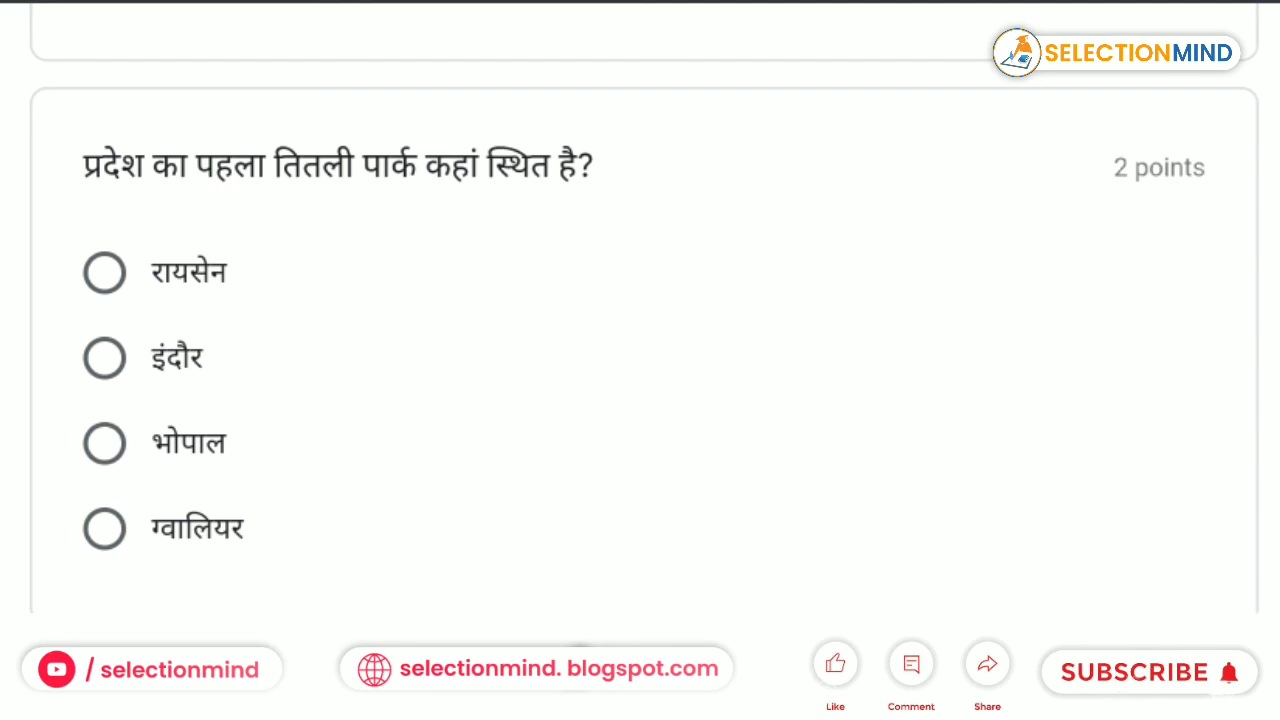 SELECTIONMIND
प्रदेश का पहला तितली पार्क कहां स्थित है?
2 points
रायसेन
इंदौर
भोपाल
ग्वालियर
/ selectionmind
selectionmind. blogspot.com
Like
Comment
Share
SUBSCRIBE